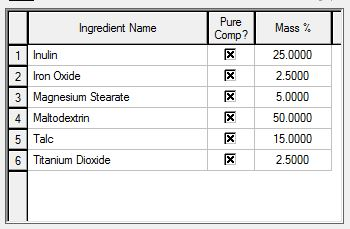 Ingredient Name Pure Comp? Mass %
1 Inulin 25.0000
2 Iron Oxide 2.5000
3 Magnesium Stearate 5.0000
4 Maltodextrin 50.0000
5 Talc 15.0000
6 Titanium Dioxide 2.5000